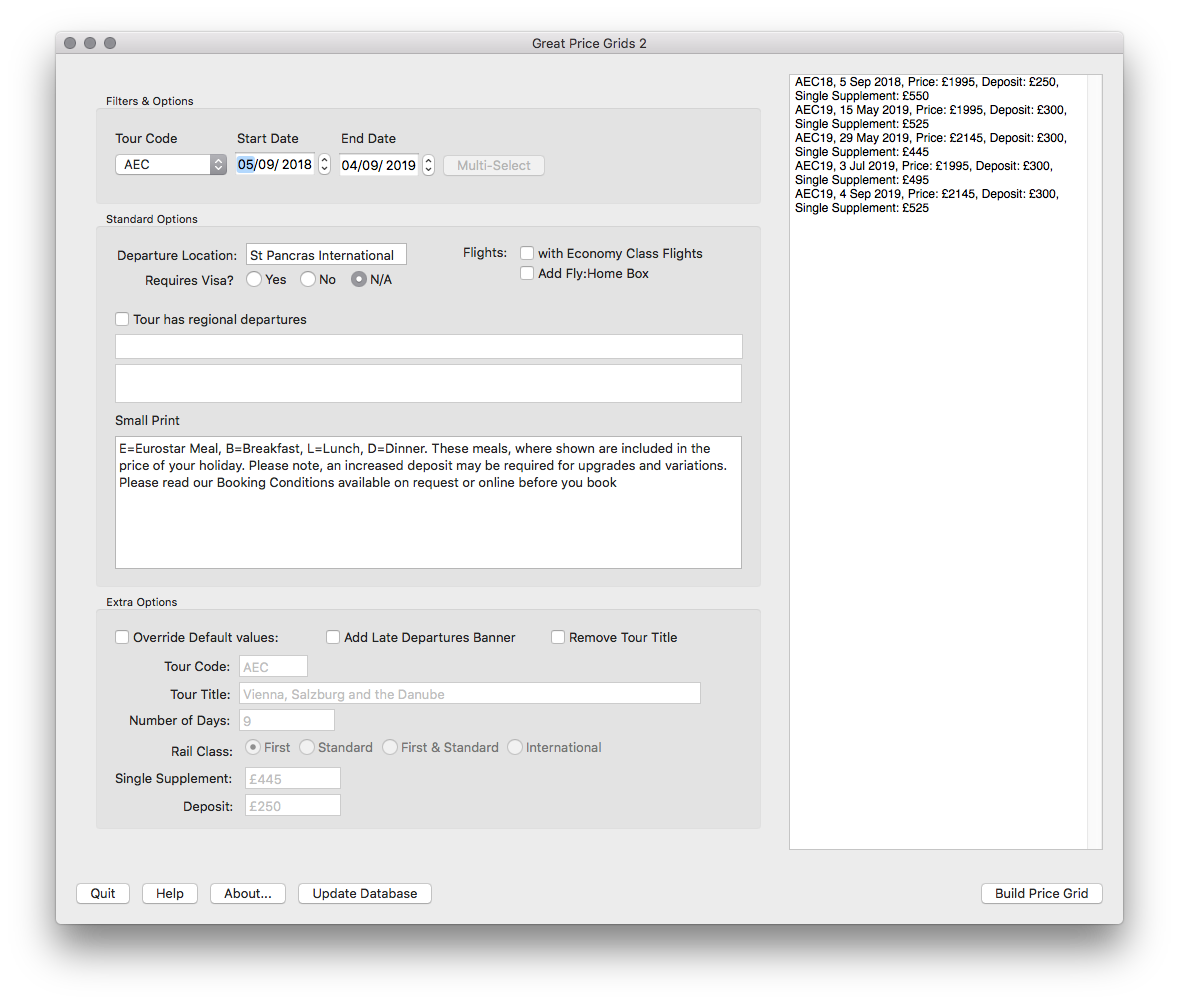 Great Price Grids 2
Filters & Options
Tour Code
Start Date
End Date
AEC
05/09/ 2018
04/09/ 2019
Multi-Select
Standard Options
Departure Location:
St Pancras International
Flights:
with Economy Class Flights
Add Fly:Home Box
Requires Visa?
Yes
No
N/A
Tour has regional departures
Small Print
E=Eurostar Meal, B=Breakfast, L=Lunch, D=Dinner. These meals, where shown are included in the
price of your holiday. Please note, an increased deposit may be required for upgrades and variations.
Please read our Booking Conditions available on request or online before you book
Extra Options
Override Default values:
Add Late Departures Banner
Remove Tour Title
Tour Code:
AEC
Tour Title:
Vienna, Salzburg and the Danube
Number of Days:
9
Rail Class:
First
Standard
First & Standard
International
Single Supplement:
£445
Deposit:
£250
AEC18, 5 Sep 2018, Price: £1995, Deposit: £250,
Single Supplement: £550
AEC19, 15 May 2019, Price: £1995, Deposit: £300,
Single Supplement: £525
AEC19, 29 May 2019, Price: £2145, Deposit: £300,
Single Supplement: £445
AEC19, 3 Jul 2019, Price: £1995, Deposit: £300,
Single Supplement: £495
AEC19, 4 Sep 2019, Price: £2145, Deposit: £300,
Single Supplement: £525
Quit
Help
About...
Update Database
Build Price Grid